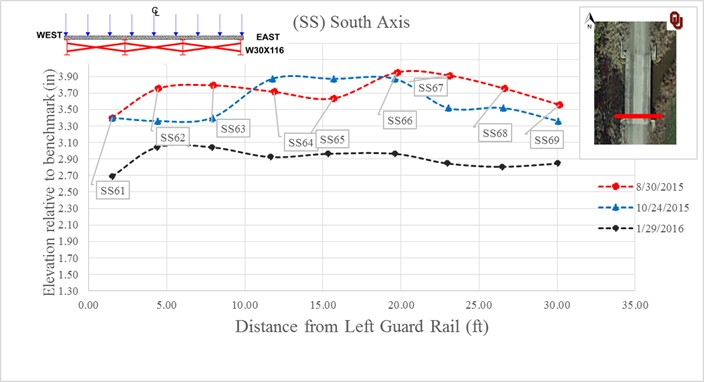 (SS) South Axis
℄
WEST
EAST
W30X116
N
OU
Elevation relative to benchmark (in)
3.90
3.70
3.50
3.30
3.10
2.90
2.70
2.50
2.30
2.10
1.90
1.70
1.50
1.30
SS61
SS62
SS63
SS64
SS65
SS66
SS67
SS68
SS69
8/30/2015
10/24/2015
1/29/2016
0.00 5.00 10.00 15.00 20.00 25.00 30.00 35.00
Distance from Left Guard Rail (ft)